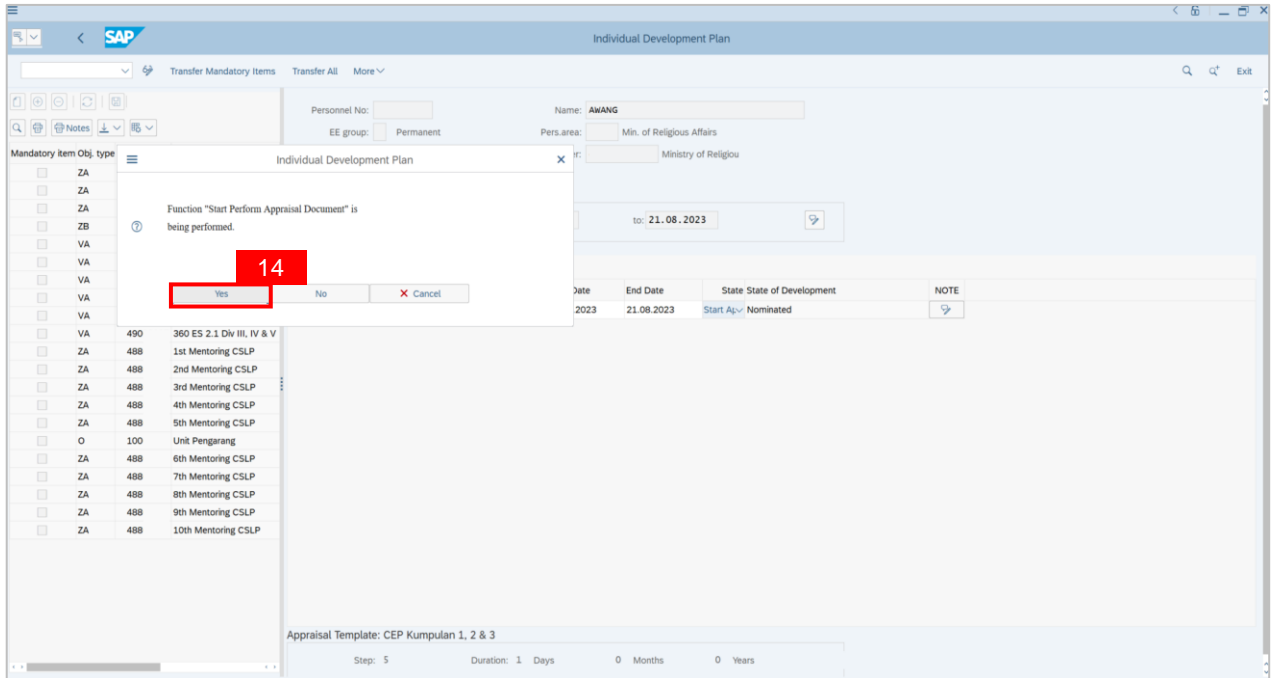 SAP
Individual Development Plan
Transfer Mandatory Items Transfer All More Exit
Notes
Personnel No: Name: AWANG
EE group: Permanent Pers.area: Min. of Religious Affairs
Ministry of Religiou
Mandatory item Obj. type
ZA
ZA
ZA
ZB
VA
VA
VA
VA
VA
Individual Development Plan
Function "Start Perform Appraisal Document" is
being performed.
14
Yes No Cancel
to: 21.08.2023
Date End Date State State of Development NOTE
2023 21.08.2023 Start Ap Nominated
VA 490 360 ES 2.1 Div III, IV & V
ZA 488 1st Mentoring CSLP
ZA 488 2nd Mentoring CSLP
ZA 488 3rd Mentoring CSLP
ZA 488 4th Mentoring CSLP
ZA 488 5th Mentoring CSLP
O 100 Unit Pengarang
ZA 488 6th Mentoring CSLP
ZA 488 7th Mentoring CSLP
ZA 488 8th Mentoring CSLP
ZA 488 9th Mentoring CSLP
ZA 488 10th Mentoring CSLP
Appraisal Template: CEP Kumpulan 1, 2 & 3
Step: 5 Duration: 1 Days 0 Months 0 Years